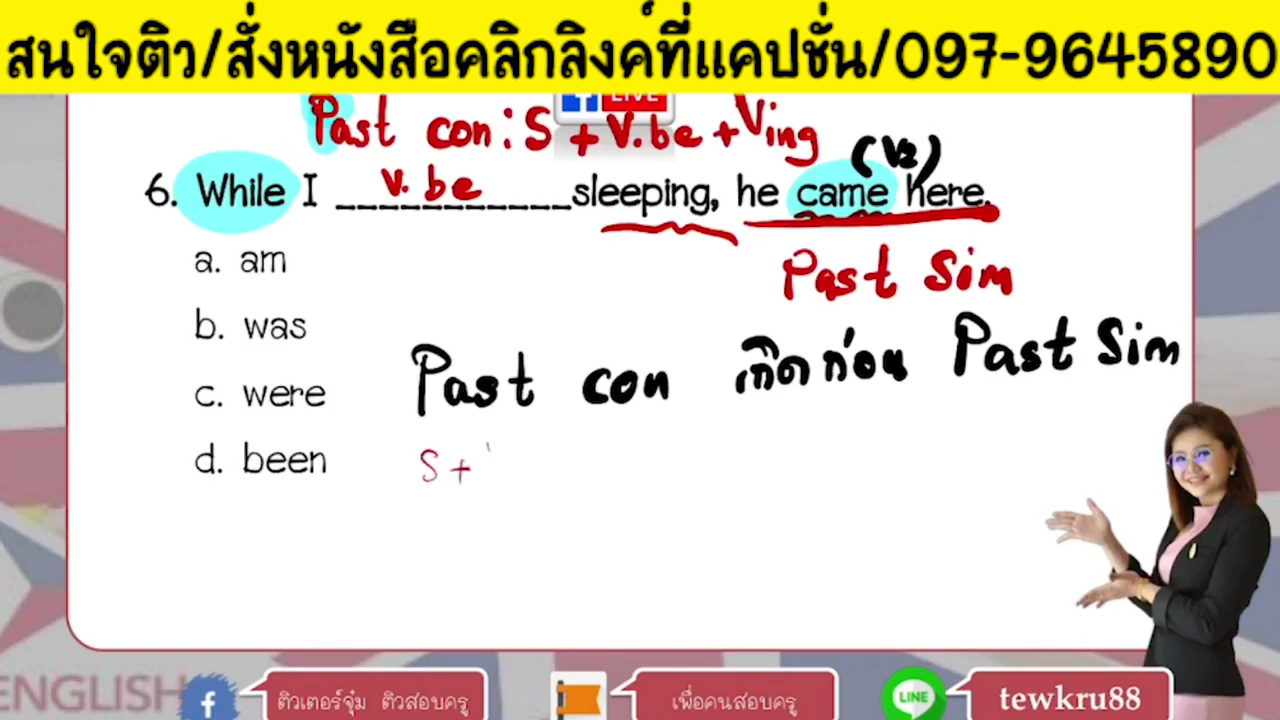 สนใจติว/สั่งหนังสือคลิกลิงค์ที่แคปชั่น/097-9645890
LIVE
Past con: S + V.be + Ving
(V2)
6. While I ___________sleeping, he came here.
v. be
a. am
Past Sim
b. was
Past con เกิดก่อน Past Sim
c. were
d. been
S +
ENGLISH
ติวเตอร์จุ๋ม ติวสอบครู
เพื่อคนสอบครู
LINE
tewkru88